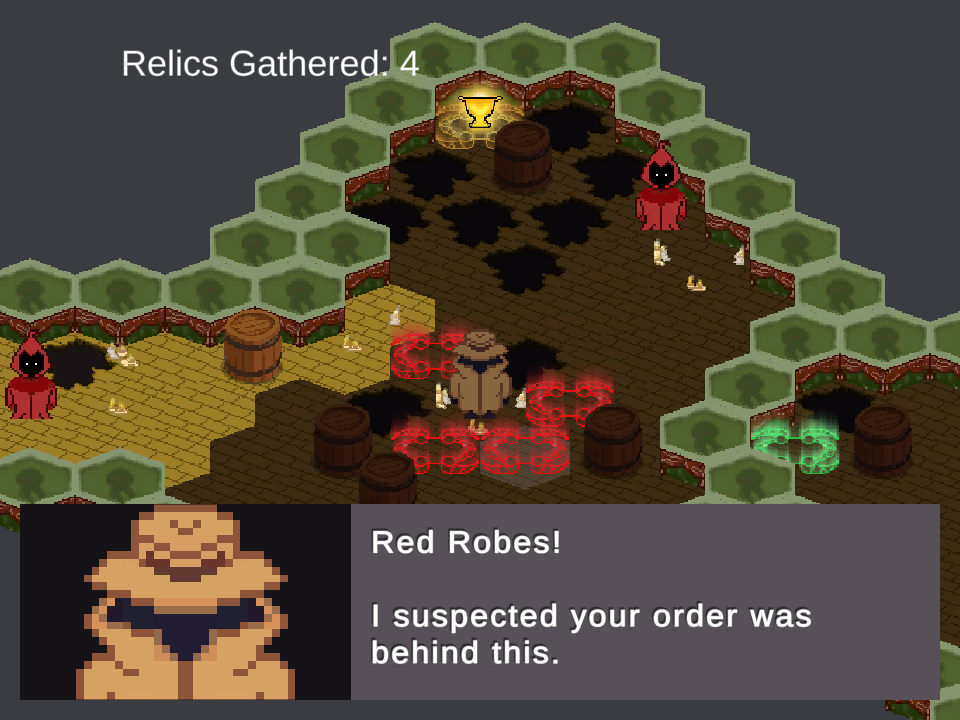 Relics Gathered: 4
Red Robes!
I suspected your order was
behind this.